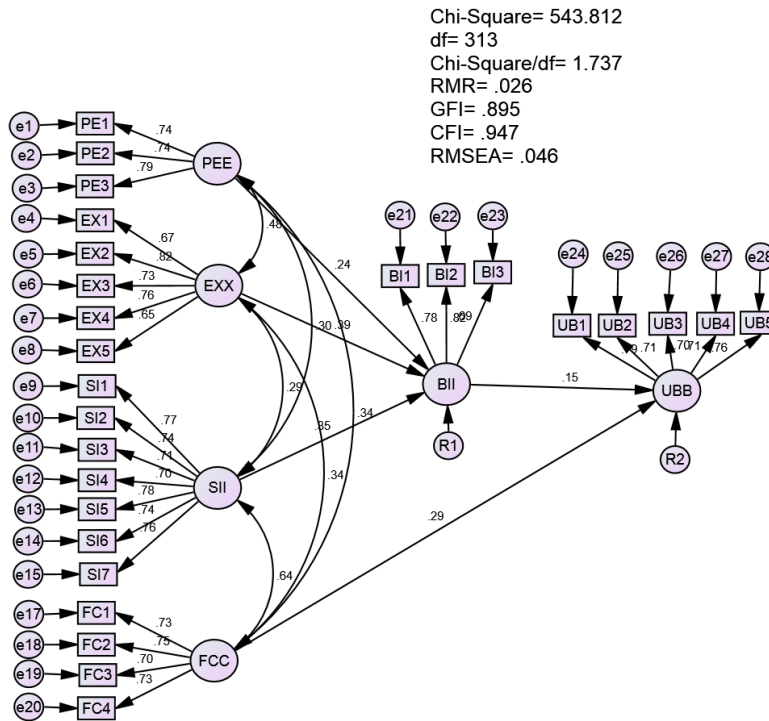 Chi-Square= 543.812
df= 313
Chi-Square/df= 1.737
RMR= .026
GFI= .895
CFI= .947
RMSEA= .046
e1 PE1 .74
e2 PE2 .74
e3 PE3 .79
PEE
e4 EX1 .67
e5 EX2 .82
e6 EX3 .73
e7 EX4 .76
e8 EX5 .65
EXX
e9 SI1 .77
e10 SI2 .74
e11 SI3 .71
e12 SI4 .70
e13 SI5 .78
e14 SI6 .74
e15 SI7 .76
SII
e17 FC1 .73
e18 FC2 .75
e19 FC3 .70
e20 FC4 .73
FCC
.48
.24
.30
.39
.29
.34
.35
.34
.64
.29
e21 e22 e23
BI1 BI2 BI3
.78 .82
BII
R1
.15
e24 e25 e26 e27 e28
UB1 UB2 UB3 UB4 UB5
.71 .70 .71 .76
UBB
R2